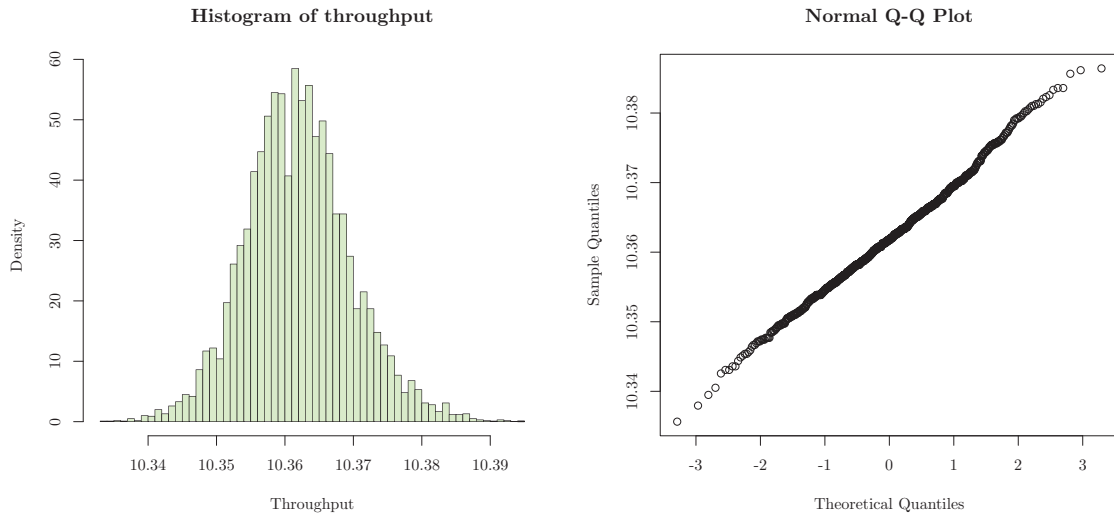 Histogram of throughput
Density
0
10
20
30
40
50
60
10.34 10.35 10.36 10.37 10.38 10.39
Throughput
Normal Q-Q Plot
Sample Quantiles
10.34
10.35
10.36
10.37
10.38
-3 -2 -1 0 1 2 3
Theoretical Quantiles